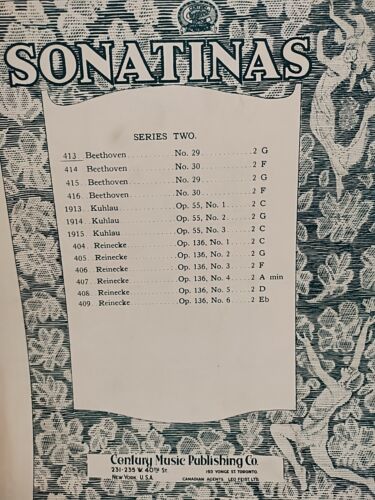 SONATINAS
SERIES TWO.
413 Beethoven.............No. 29..............2 G
414 Beethoven.............No. 30..............2 F
415 Beethoven.............No. 29..............2 G
416 Beethoven.............No. 30..............2 F
1913 Kuhlau.............Op. 55, No. 1.....2 C
1914 Kuhlau.............Op. 55, No. 2.....2 G
1915 Kuhlau.............Op. 55, No. 3.....2 C
404. Reinecke............Op. 136, No. 1...2 C
405. Reinecke............Op. 136, No. 2...2 G
406. Reinecke............Op. 136, No. 3...2 F
407. Reinecke............Op. 136, No. 4...2 A min
408. Reinecke............Op. 136, No. 5...2 D
409. Reinecke............Op. 136, No. 6...2 Eb
Century Music Publishing Co.
231-235 W. 40TH ST. 193 YONGE ST. TORONTO.
NEW YORK U.S.A. CANADIAN AGENTS LEO FEIST LTD.